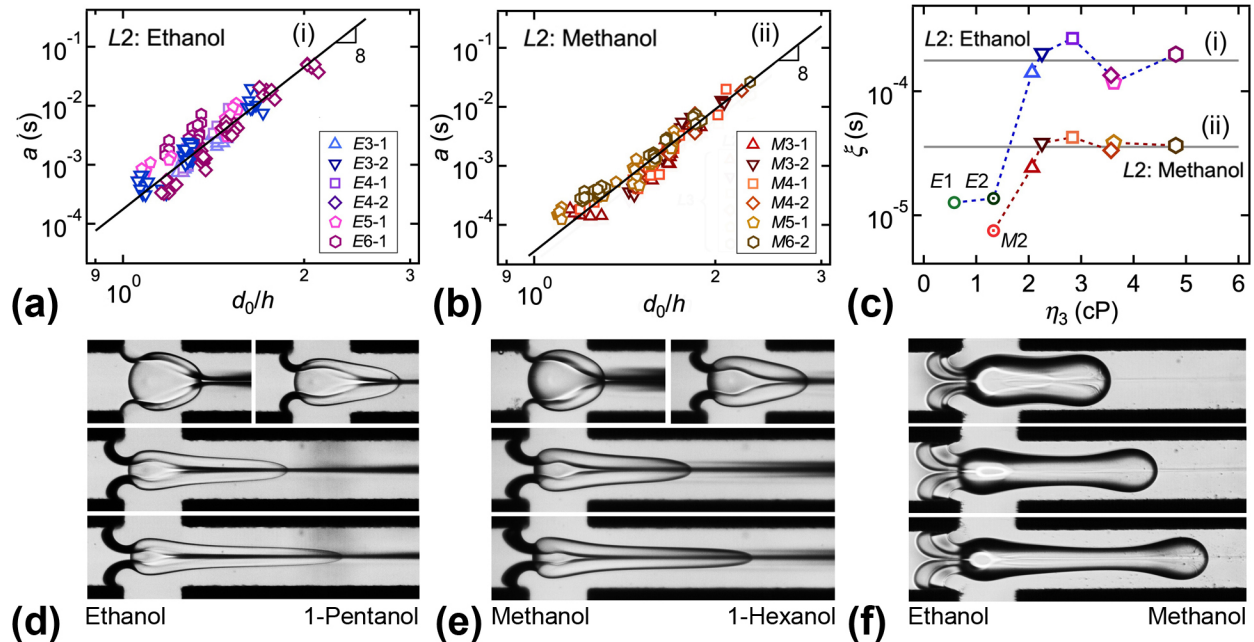 (a)
L2: Ethanol
(i)
8
10⁻¹
10⁻²
10⁻³
10⁻⁴
a (s)
E3-1
E3-2
E4-1
E4-2
E5-1
E6-1
9
10⁰
2
3
d₀/h
(b)
L2: Methanol
(ii)
8
10⁻¹
10⁻²
10⁻³
10⁻⁴
a (s)
M3-1
M3-2
M4-1
M4-2
M5-1
M6-2
9
10⁰
2
3
d₀/h
(c)
L2: Ethanol
(i)
10⁻⁴
10⁻⁵
ξ (s)
(ii)
L2: Methanol
E1
E2
M2
0 1 2 3 4 5 6
η₃ (cP)
(d)
Ethanol
1-Pentanol
(e)
Methanol
1-Hexanol
(f)
Ethanol
Methanol